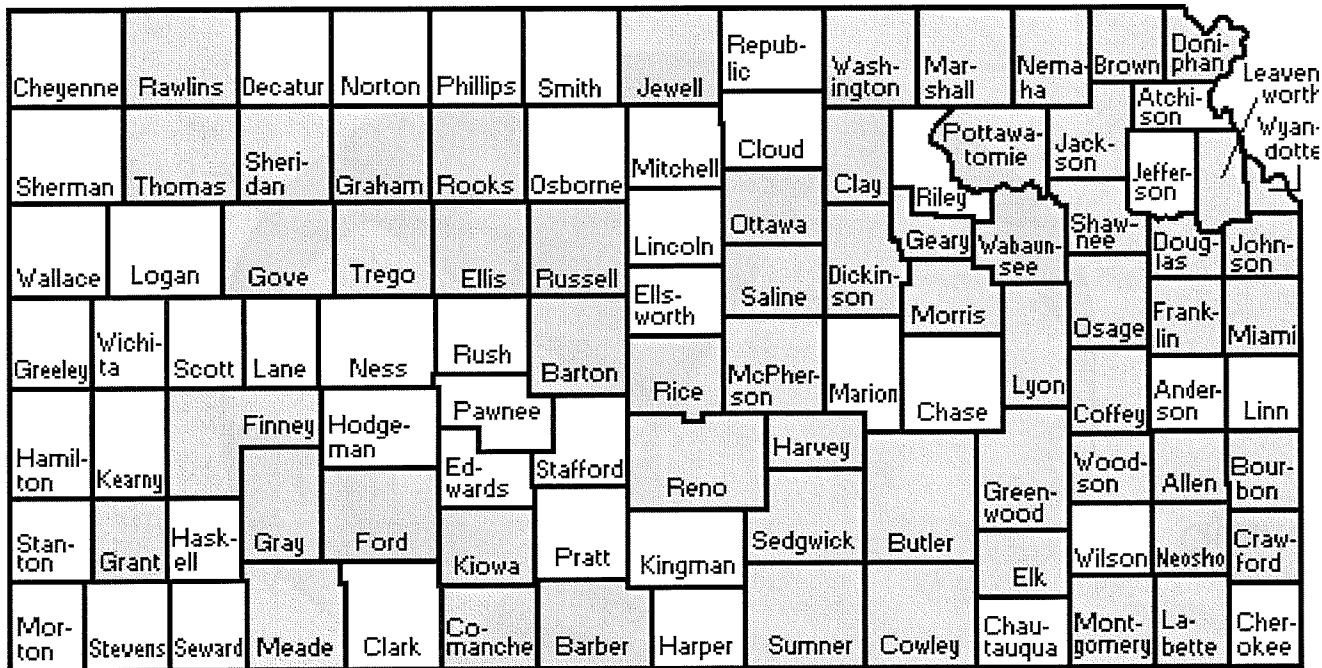 Cheyenne
Rawlins
Decatur
Norton
Phillips
Smith
Jewell
Repub-
lic
Wash-
ington
Mar-
shall
Nema-
ha
Brown
Doni-
phan
Leaven
worth
Atchi-
son
Wyan-
dotte
Sherman
Thomas
Sheri-
dan
Graham
Rooks
Osborne
Mitchell
Cloud
Clay
Pottawa-
tomie
Jack-
son
Jeffer-
son
Riley
Ottawa
Lincoln
Geary
Wabaun-
see
Shaw-
nee
Doug-
las
John-
son
Wallace
Logan
Gove
Trego
Ellis
Russell
Ells-
worth
Saline
Dickin-
son
Morris
Osage
Frank-
lin
Miami
Greeley
Wichi-
ta
Scott
Lane
Ness
Rush
Barton
Rice
McPher-
son
Marion
Chase
Lyon
Coffey
Ander-
son
Linn
Hamil-
ton
Kearny
Finney
Hodge-
man
Pawnee
Ed-
wards
Stafford
Reno
Harvey
Green-
wood
Wood-
son
Allen
Bour-
bon
Stan-
ton
Grant
Hask-
ell
Gray
Ford
Kiowa
Pratt
Kingman
Sedgwick
Butler
Elk
Wilson
Neosho
Craw-
ford
Mor-
ton
Stevens
Seward
Meade
Clark
Co-
manche
Barber
Harper
Sumner
Cowley
Chau-
tauqua
Mont-
gomery
La-
bette
Cher-
okee